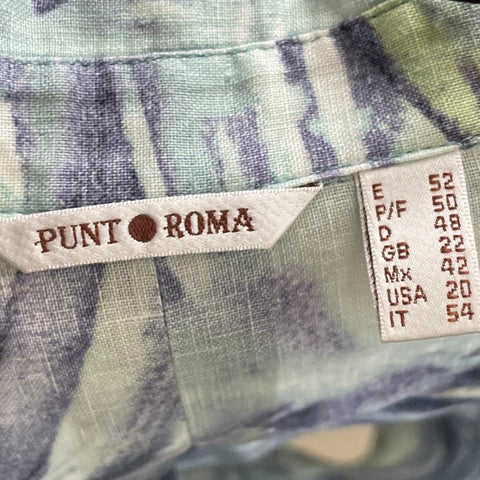 PUNT ROMA
E 52
P/F 50
D 48
GB 22
Mx 42
USA 20
IT 54